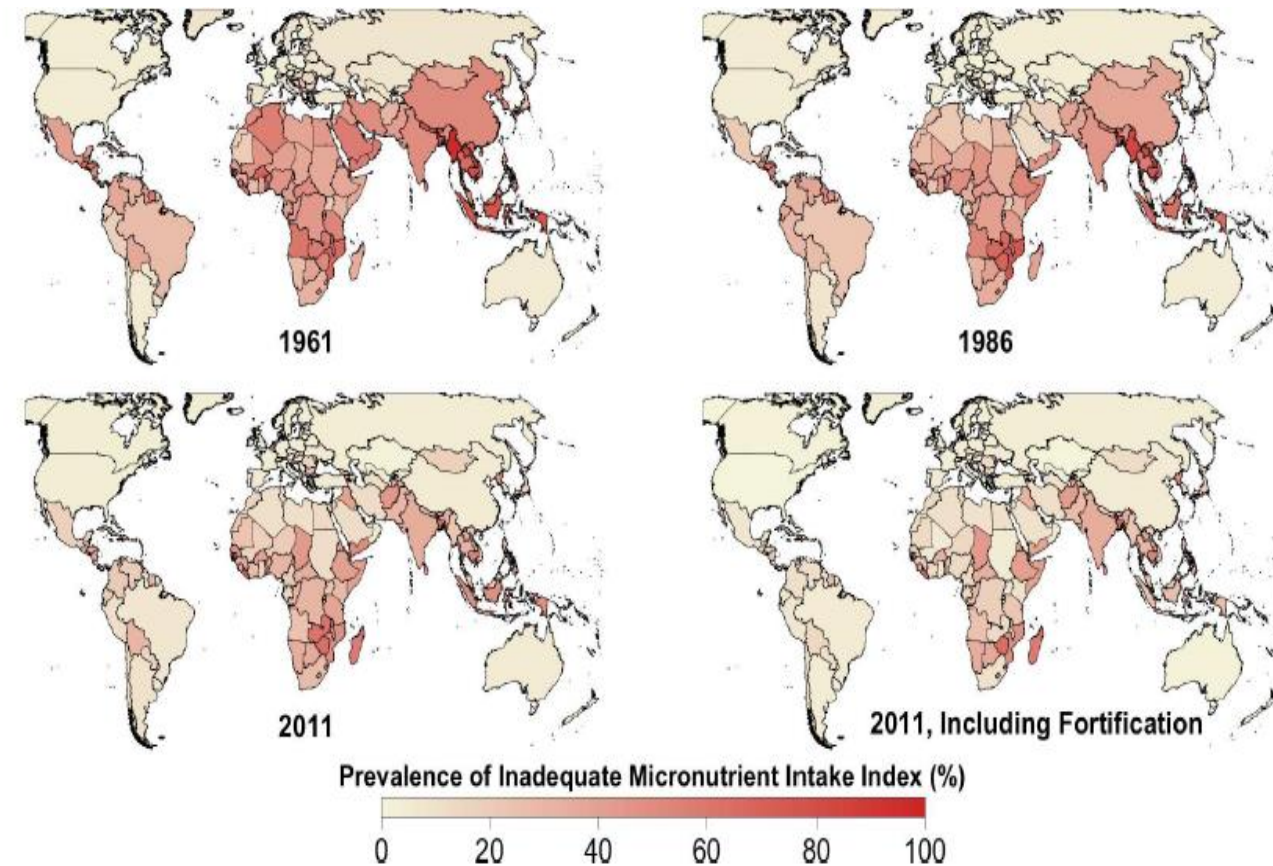 1961
1986
2011
2011, Including Fortification
Prevalence of Inadequate Micronutrient Intake Index (%)
0 20 40 60 80 100